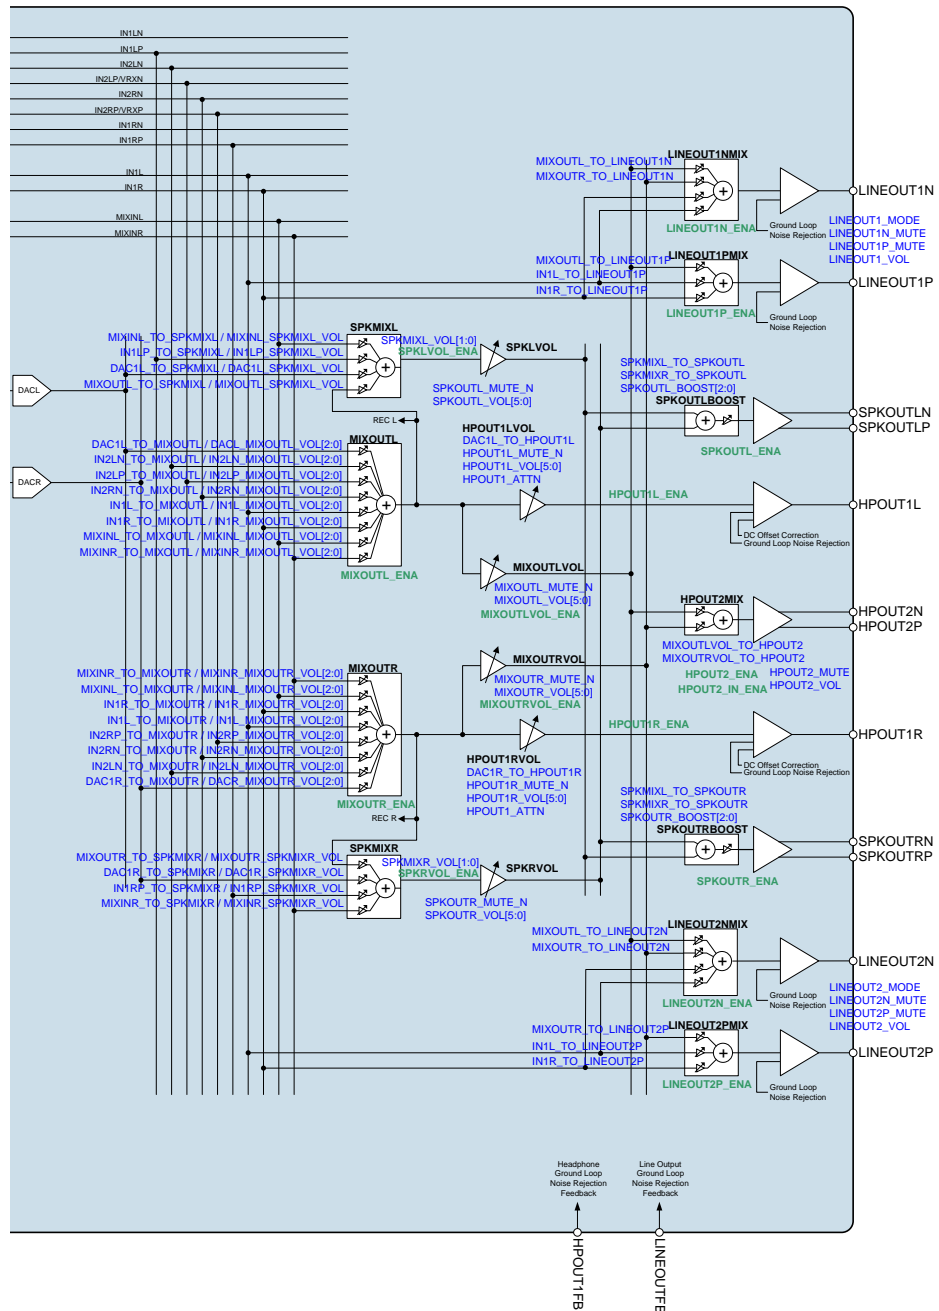 IN1LN
IN1LP
IN2LN
IN2LP/VRXN
IN2RN
IN2RP/VRXP
IN1RN
IN1RP
IN1L
IN1R
MIXINL
MIXINR
LINEOUT1NMIX
MIXOUTL_TO_LINEOUT1N
MIXOUTR_TO_LINEOUT1N
LINEOUT1N_ENA
Ground Loop
Noise Rejection
LINEOUT1N
LINEOUT1_MODE
LINEOUT1N_MUTE
LINEOUT1P_MUTE
LINEOUT1_VOL
MIXOUTL_TO_LINEOUT1P
IN1L_TO_LINEOUT1P
IN1R_TO_LINEOUT1P
LINEOUT1PMIX
LINEOUT1P_ENA
Ground Loop
Noise Rejection
LINEOUT1P
SPKMIXL
MIXINL_TO_SPKMIXL / MIXINL_SPKMIXL_VOL
IN1LP_TO_SPKMIXL / IN1LP_SPKMIXL_VOL
DAC1L_TO_SPKMIXL / DAC1L_SPKMIXL_VOL
MIXOUTL_TO_SPKMIXL / MIXOUTL_SPKMIXL_VOL
SPKMIXL_VOL[1:0]
SPKLVOL_ENA
SPKLVOL
SPKOUTL_MUTE_N
SPKOUTL_VOL[5:0]
SPKMIXL_TO_SPKOUTL
SPKMIXR_TO_SPKOUTL
SPKOUTL_BOOST[2:0]
SPKOUTLBOOST
SPKOUTL_ENA
SPKOUTLN
SPKOUTLP
DACL
DACR
REC L
MIXOUTL
DAC1L_TO_MIXOUTL / DACL_MIXOUTL_VOL[2:0]
IN2LN_TO_MIXOUTL / IN2LN_MIXOUTL_VOL[2:0]
IN2LP_TO_MIXOUTL / IN2LP_MIXOUTL_VOL[2:0]
IN2RN_TO_MIXOUTL / IN2RN_MIXOUTL_VOL[2:0]
IN1L_TO_MIXOUTL / IN1L_MIXOUTL_VOL[2:0]
IN1R_TO_MIXOUTL / IN1R_MIXOUTL_VOL[2:0]
MIXINL_TO_MIXOUTL / MIXINL_MIXOUTL_VOL[2:0]
MIXINR_TO_MIXOUTL / MIXINR_MIXOUTL_VOL[2:0]
MIXOUTL_ENA
HPOUT1LVOL
DAC1L_TO_HPOUT1L
HPOUT1L_MUTE_N
HPOUT1L_VOL[5:0]
HPOUT1_ATTN
HPOUT1L_ENA
DC Offset Correction
Ground Loop Noise Rejection
HPOUT1L
MIXOUTLVOL
MIXOUTL_MUTE_N
MIXOUTL_VOL[5:0]
MIXOUTLVOL_ENA
HPOUT2MIX
MIXOUTLVOL_TO_HPOUT2
MIXOUTRVOL_TO_HPOUT2
HPOUT2_ENA
HPOUT2_IN_ENA
HPOUT2_MUTE
HPOUT2_VOL
HPOUT2N
HPOUT2P
MIXOUTR
MIXINR_TO_MIXOUTR / MIXINR_MIXOUTR_VOL[2:0]
MIXINL_TO_MIXOUTR / MIXINL_MIXOUTR_VOL[2:0]
IN1R_TO_MIXOUTR / IN1R_MIXOUTR_VOL[2:0]
IN1L_TO_MIXOUTR / IN1L_MIXOUTR_VOL[2:0]
IN2RP_TO_MIXOUTR / IN2RP_MIXOUTR_VOL[2:0]
IN2RN_TO_MIXOUTR / IN2RN_MIXOUTR_VOL[2:0]
IN2LN_TO_MIXOUTR / IN2LN_MIXOUTR_VOL[2:0]
DAC1R_TO_MIXOUTR / DACR_MIXOUTR_VOL[2:0]
MIXOUTR_ENA
REC R
MIXOUTRVOL
MIXOUTR_MUTE_N
MIXOUTR_VOL[5:0]
MIXOUTRVOL_ENA
HPOUT1R_ENA
HPOUT1RVOL
DAC1R_TO_HPOUT1R
HPOUT1R_MUTE_N
HPOUT1R_VOL[5:0]
HPOUT1_ATTN
DC Offset Correction
Ground Loop Noise Rejection
HPOUT1R
SPKMIXL_TO_SPKOUTR
SPKMIXR_TO_SPKOUTR
SPKOUTR_BOOST[2:0]
SPKOUTRBOOST
SPKOUTR_ENA
SPKOUTRN
SPKOUTRP
SPKMIXR
MIXOUTR_TO_SPKMIXR / MIXOUTR_SPKMIXR_VOL
DAC1R_TO_SPKMIXR / DAC1R_SPKMIXR_VOL
IN1RP_TO_SPKMIXR / IN1RP_SPKMIXR_VOL
MIXINR_TO_SPKMIXR / MIXINR_SPKMIXR_VOL
SPKMIXR_VOL[1:0]
SPKRVOL_ENA
SPKRVOL
SPKOUTR_MUTE_N
SPKOUTR_VOL[5:0]
LINEOUT2NMIX
MIXOUTL_TO_LINEOUT2N
MIXOUTR_TO_LINEOUT2N
LINEOUT2N_ENA
Ground Loop
Noise Rejection
LINEOUT2N
LINEOUT2_MODE
LINEOUT2N_MUTE
LINEOUT2P_MUTE
LINEOUT2_VOL
MIXOUTR_TO_LINEOUT2P
IN1L_TO_LINEOUT2P
IN1R_TO_LINEOUT2P
LINEOUT2PMIX
LINEOUT2P_ENA
Ground Loop
Noise Rejection
LINEOUT2P
Headphone
Ground Loop
Noise Rejection
Feedback
Line Output
Ground Loop
Noise Rejection
Feedback
HPOUT1FB
LINEOUTFB